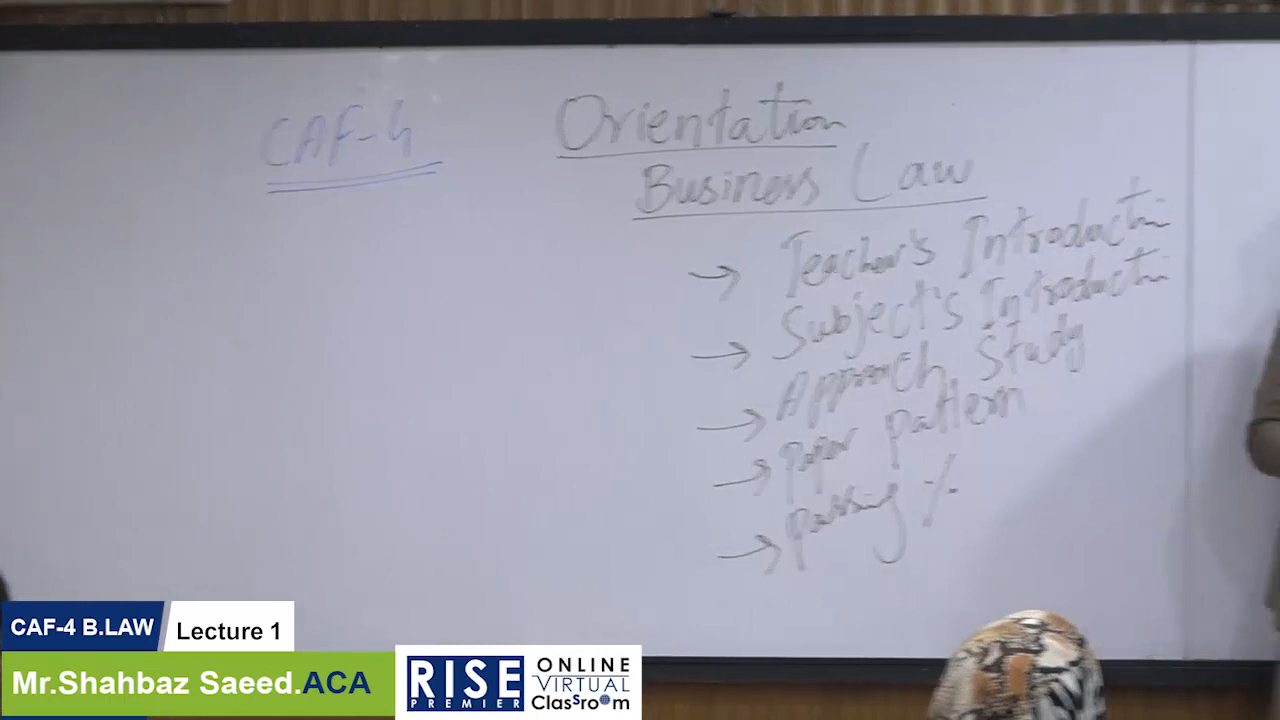 CAF-4
Orientation
Business Law
→ Teacher's Introduction
→ Subject's Introduction
→ Approach Study
→ Paper pattern
→ Passing %
CAF-4 B.LAW
Lecture 1
Mr.Shahbaz Saeed.ACA
RISE
PREMIER
ONLINE
VIRTUAL
Classroom